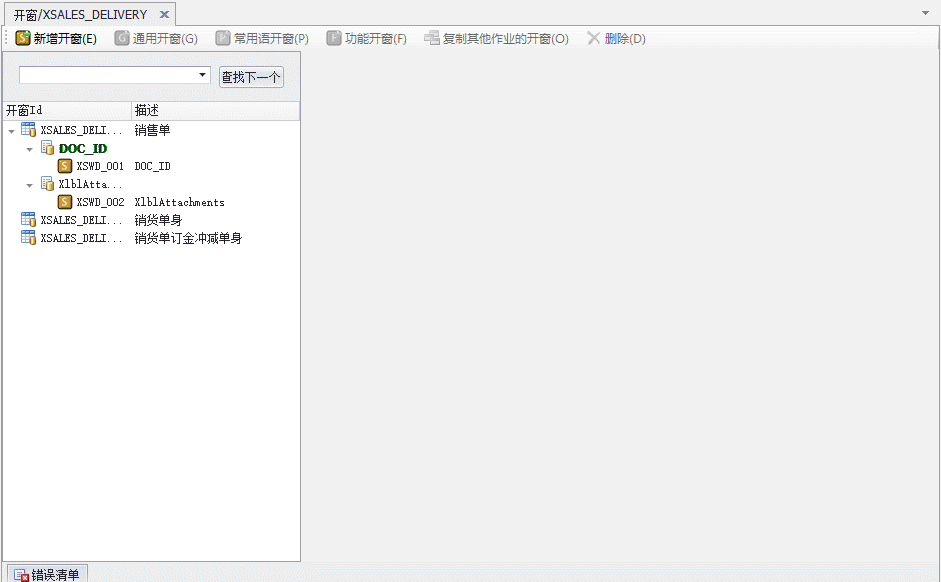 开窗/XSALES_DELIVERY
新增开窗(E) 通用开窗(G) 常用语开窗(P) 功能开窗(F) 复制其他作业的开窗(O) 删除(D)
查找下一个
开窗Id 描述
XSALES_DELI... 销售单
DOC_ID
XSWD_001 DOC_ID
XlblAtta...
XSWD_002 XlblAttachments
XSALES_DELI... 销货单身
XSALES_DELI... 销货单订金冲减单身
错误清单